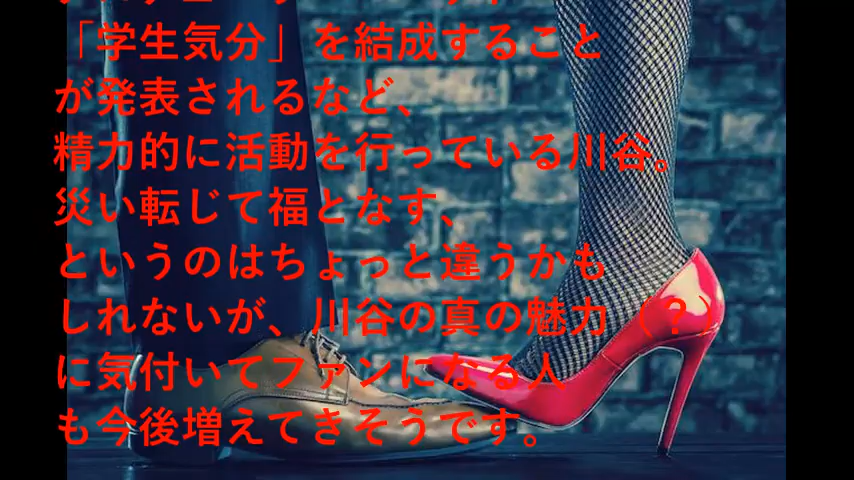 「学生気分」を結成すること
が発表されるなど、
精力的に活動を行っている川谷。
災い転じて福となす、
というのはちょっと違うかも
しれないが、川谷の真の魅力（？）
に気付いてファンになる人
も今後増えてきそうです。